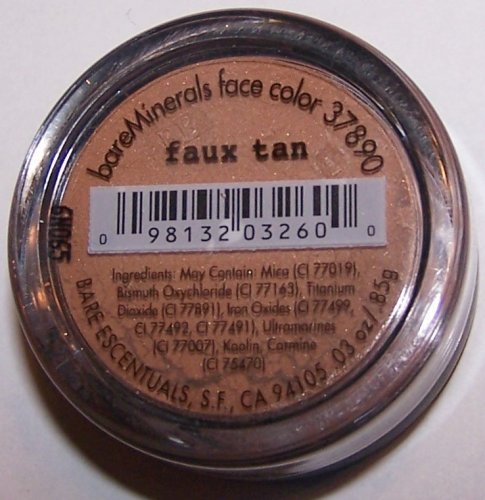 bareMinerals face color 37890
faux tan
0 98132 03260 0
Ingredients: May Contain: Mica (CI 77019),
Bismuth Oxychloride (CI 77163), Titanium
Dioxide (CI 77891), Iron Oxides (CI 77499,
CI 77492, CI 77491), Ultramarines
(CI 77007), Kaolin, Carmine
(CI 75470)
BARE ESCENTUALS, S.F., CA 94105 .03 oz/.85g